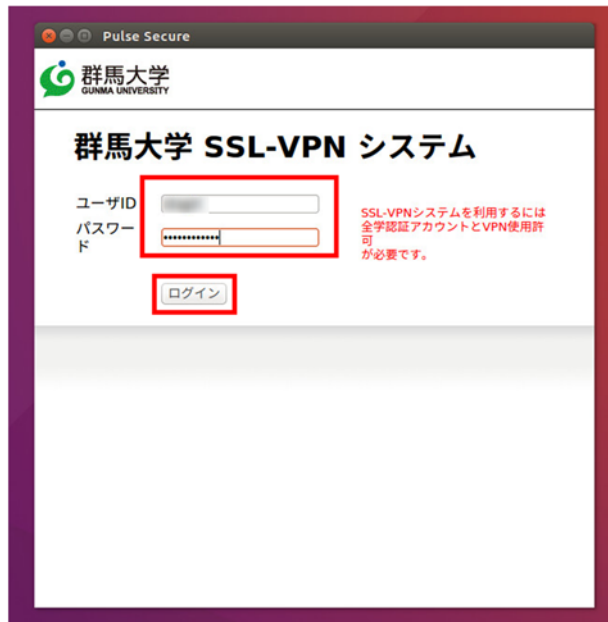 Pulse Secure
群馬大学
GUNMA UNIVERSITY
群馬大学 SSL-VPN システム
ユーザID
パスワー
ド
SSL-VPNシステムを利用するには
全学認証アカウントとVPN使用許
可
が必要です。
ログイン